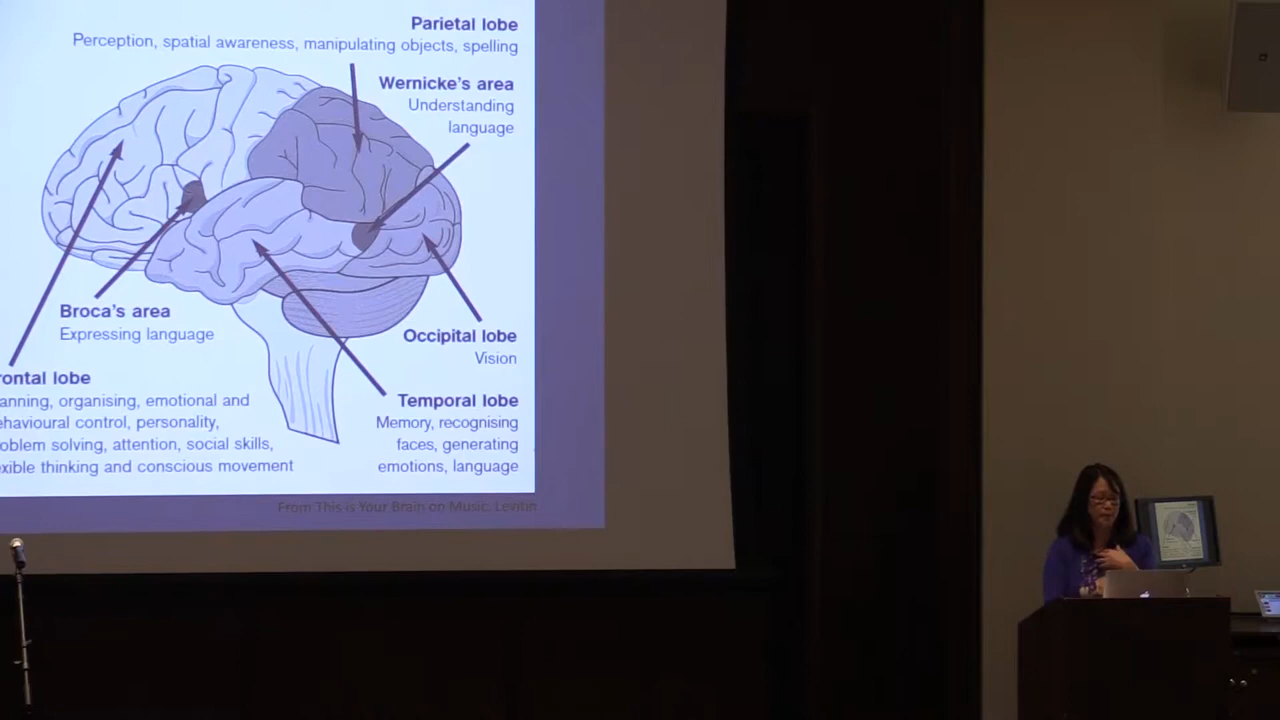 Parietal lobe
Perception, spatial awareness, manipulating objects, spelling
Wernicke's area
Understanding
language
Broca's area
Expressing language
Occipital lobe
Vision
rontal lobe
anning, organising, emotional and
ehavioural control, personality,
oblem solving, attention, social skills,
exible thinking and conscious movement
Temporal lobe
Memory, recognising
faces, generating
emotions, language
From This is Your Brain on Music. Levitin